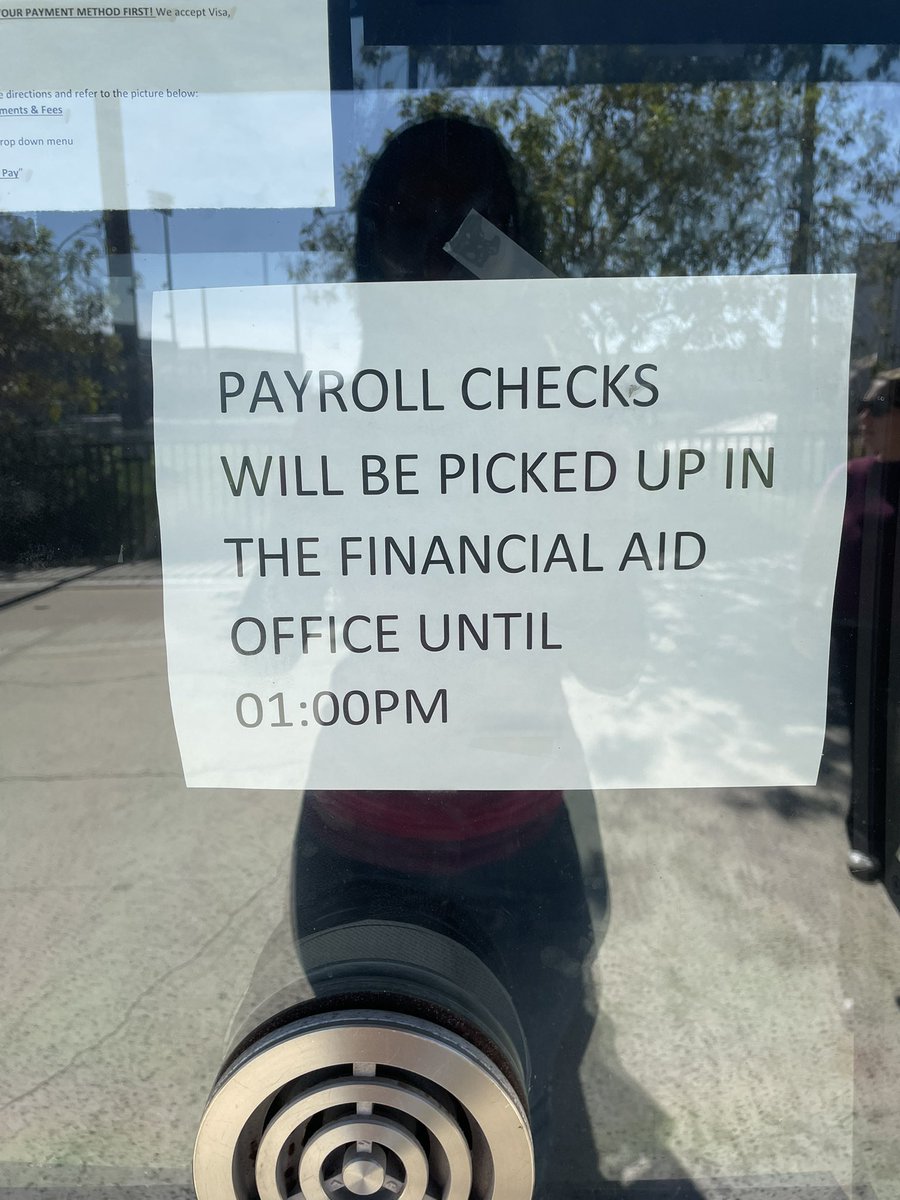 OUR PAYMENT METHOD FIRST! We accept Visa,
directions and refer to the picture below:
ments & Fees
rop down menu
Pay"
PAYROLL CHECKS
WILL BE PICKED UP IN
THE FINANCIAL AID
OFFICE UNTIL
01:00PM